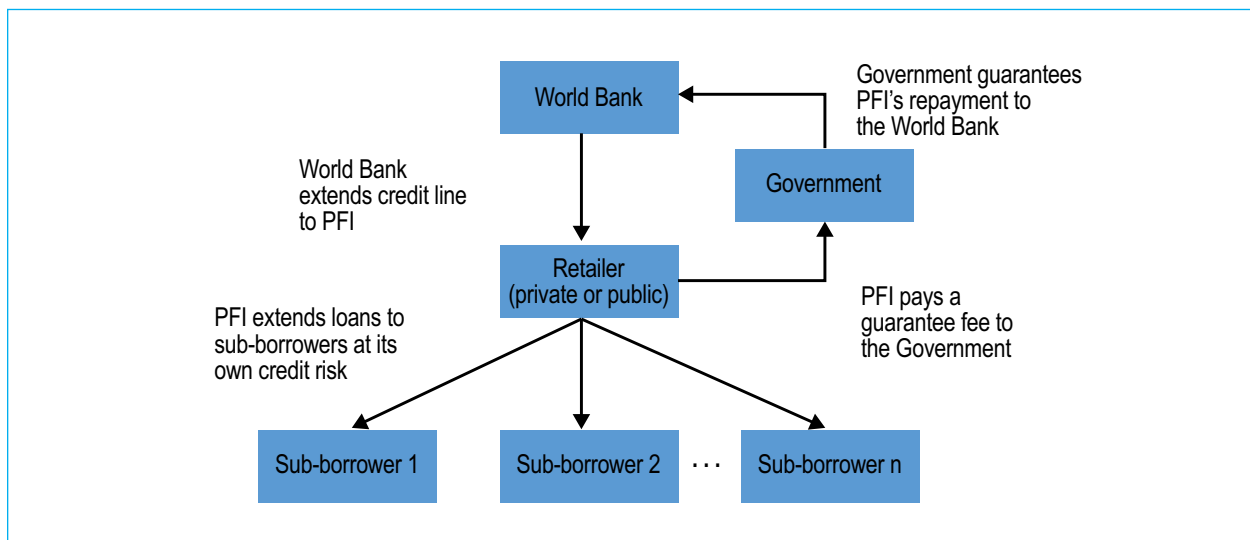 World Bank
Government guarantees
PFI’s repayment to
the World Bank
World Bank
extends credit line
to PFI
Government
Retailer
(private or public)
PFI pays a
guarantee fee to
the Government
PFI extends loans to
sub-borrowers at its
own credit risk
Sub-borrower 1
Sub-borrower 2
...
Sub-borrower n